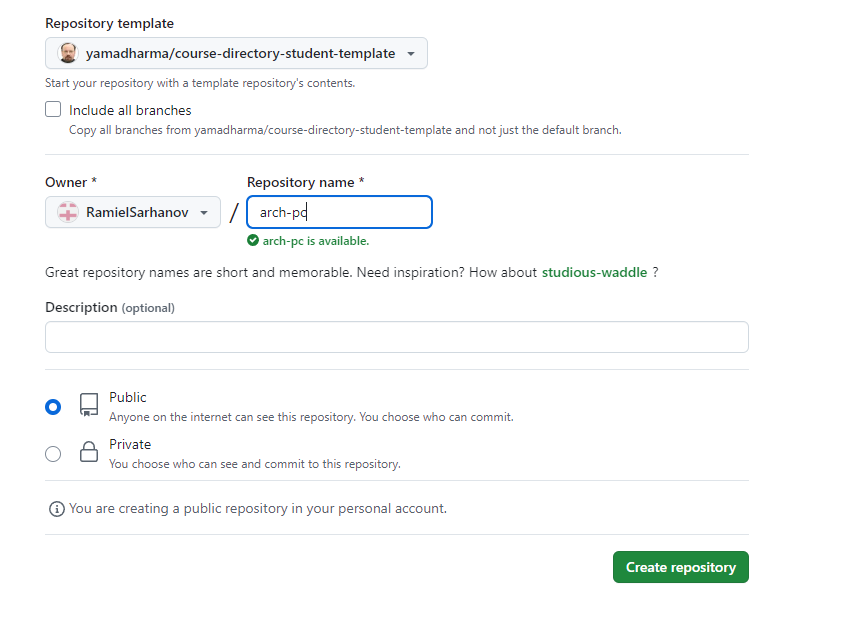 Repository template
yamadharma/course-directory-student-template
Start your repository with a template repository's contents.
Include all branches
Copy all branches from yamadharma/course-directory-student-template and not just the default branch.
Owner * Repository name *
RamielSarhanov / arch-pc
arch-pc is available.
Great repository names are short and memorable. Need inspiration? How about studious-waddle ?
Description (optional)
Public
Anyone on the internet can see this repository. You choose who can commit.
Private
You choose who can see and commit to this repository.
You are creating a public repository in your personal account.
Create repository